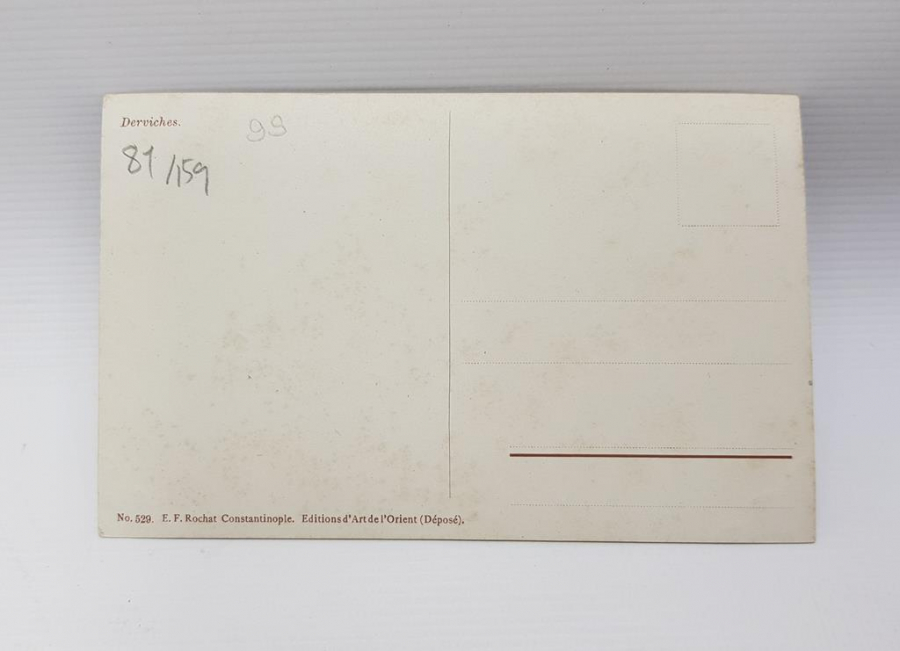 Derviches.
99
81/159
No. 529. E. F. Rochat Constantinople. Editions d'Art de l'Orient (Déposé).